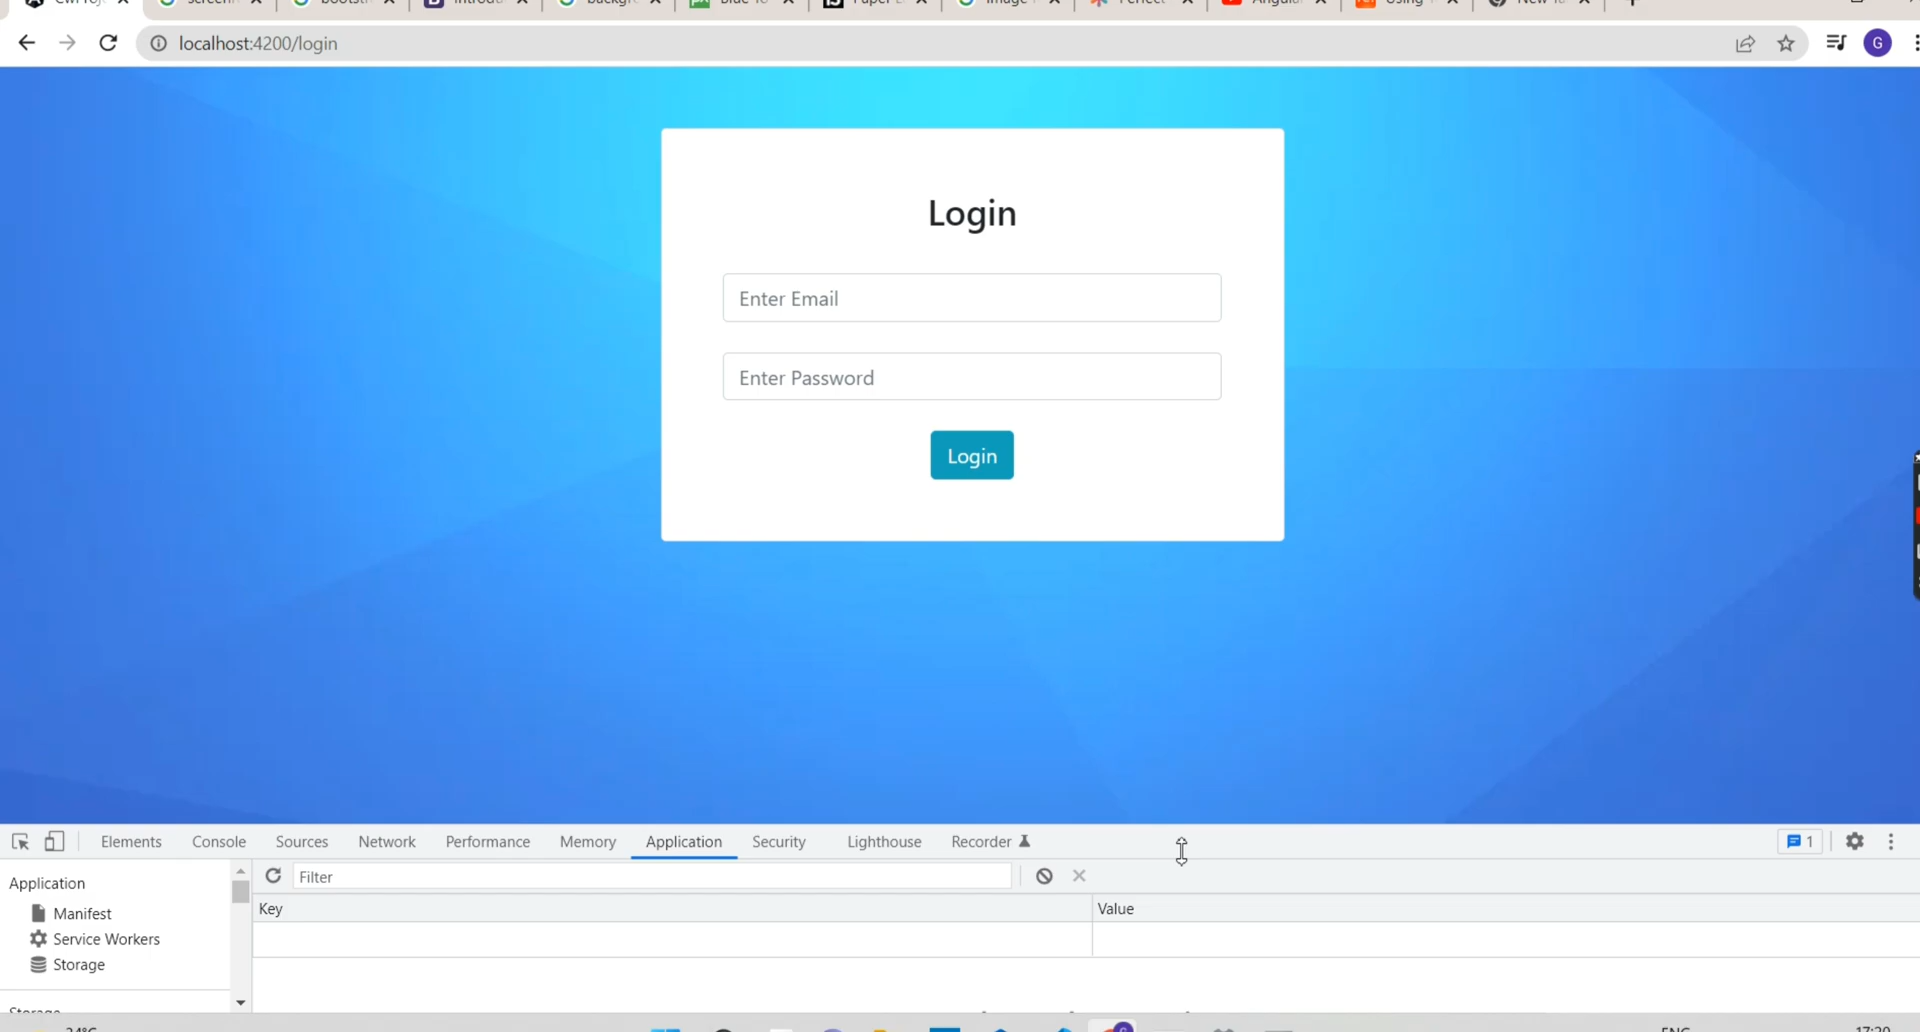 localhost:4200/login
G
Login
Enter Email
Enter Password
Login
Elements Console Sources Network Performance Memory Application Security Lighthouse Recorder 1
Application
Filter
Key Value
Manifest
Service Workers
Storage